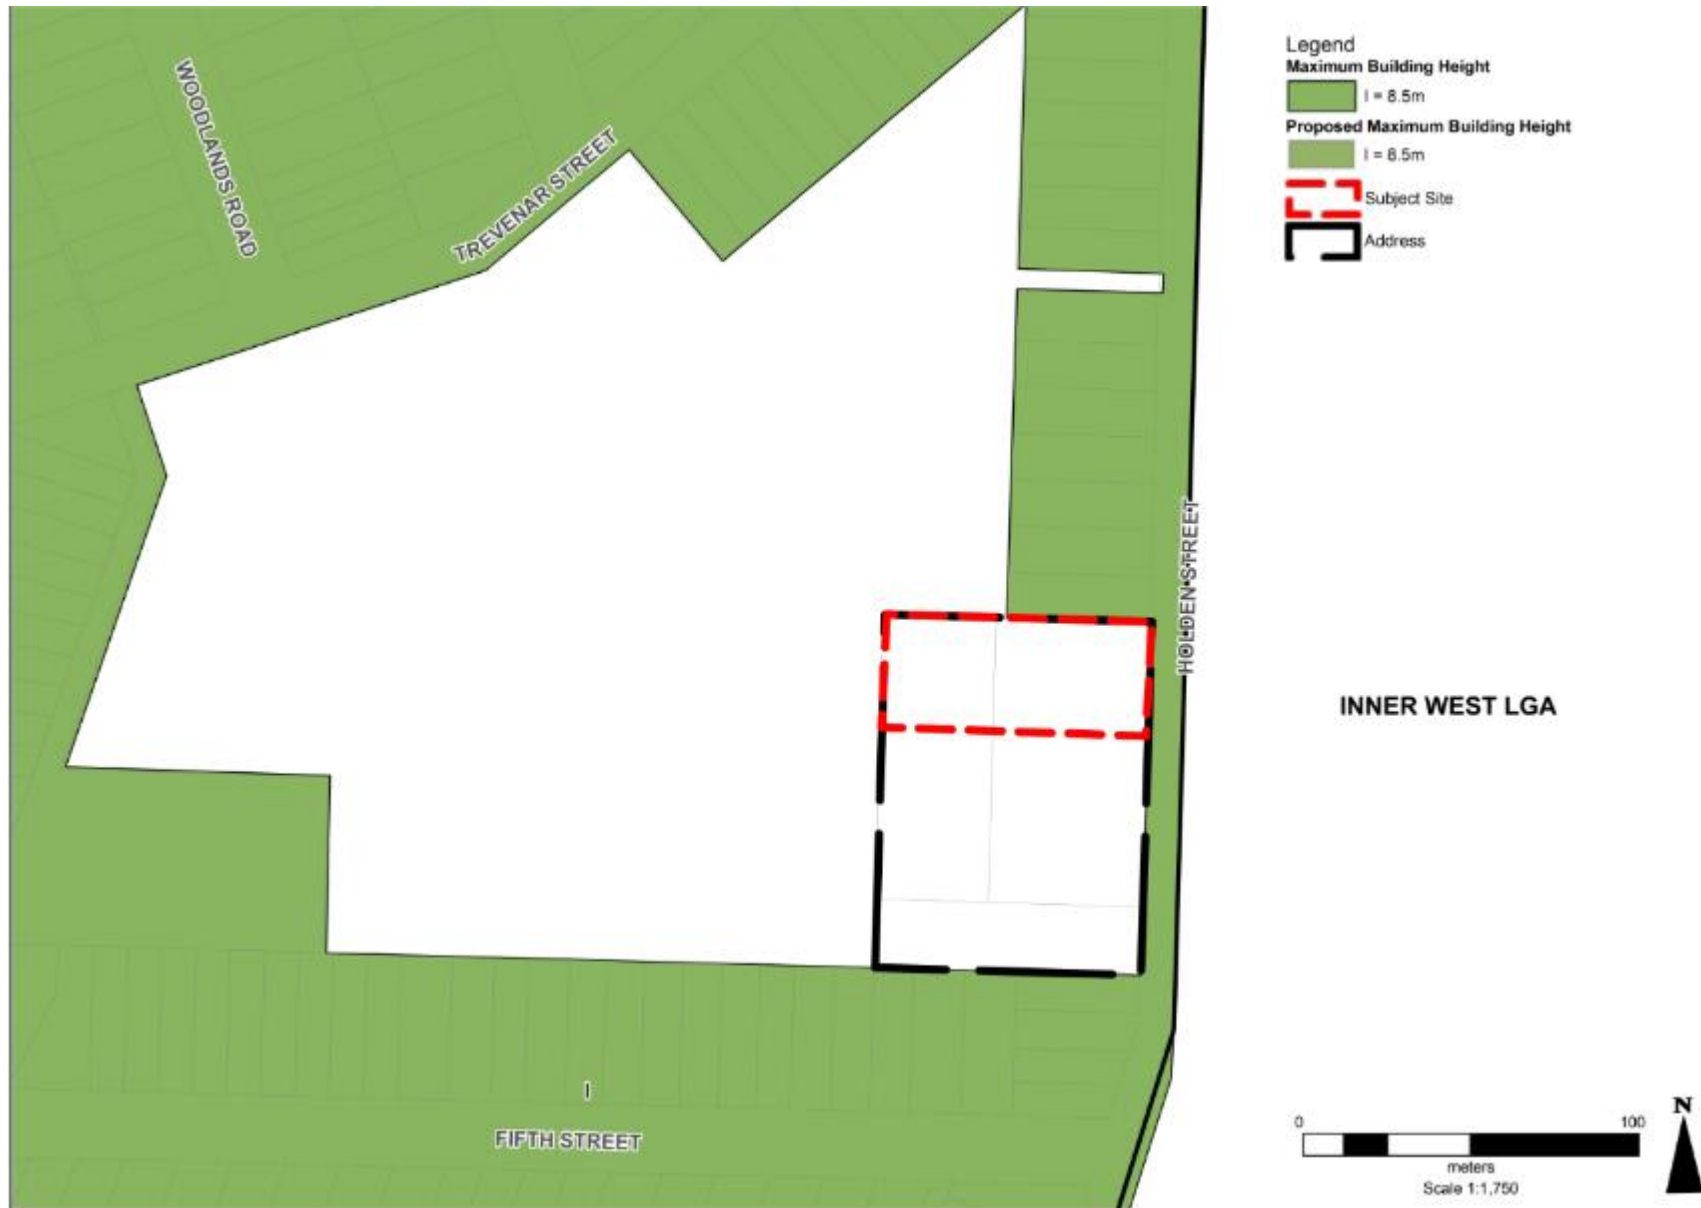 WOODLANDS ROAD
TREVENAR STREET
HOLDEN STREET
I
FIFTH STREET
Legend
Maximum Building Height
I = 8.5m
Proposed Maximum Building Height
I = 8.5m
Subject Site
Address
INNER WEST LGA
N
0 100
meters
Scale 1:1,750